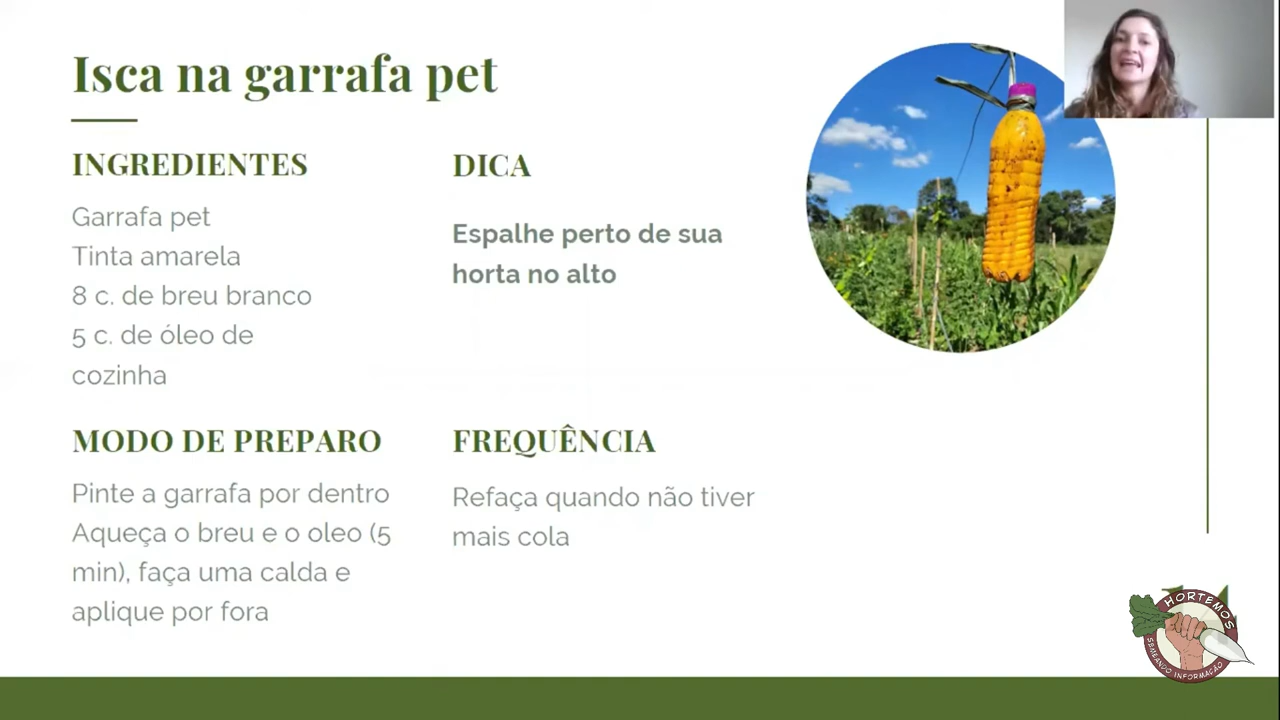 Isca na garrafa pet
INGREDIENTES
Garrafa pet
Tinta amarela
8 c. de breu branco
5 c. de óleo de
cozinha
DICA
Espalhe perto de sua
horta no alto
MODO DE PREPARO
Pinte a garrafa por dentro
Aqueça o breu e o oleo (5
min), faça uma calda e
aplique por fora
FREQUÊNCIA
Refaça quando não tiver
mais cola
HORTEMOS
SEMEANDO INFORMAÇÃO